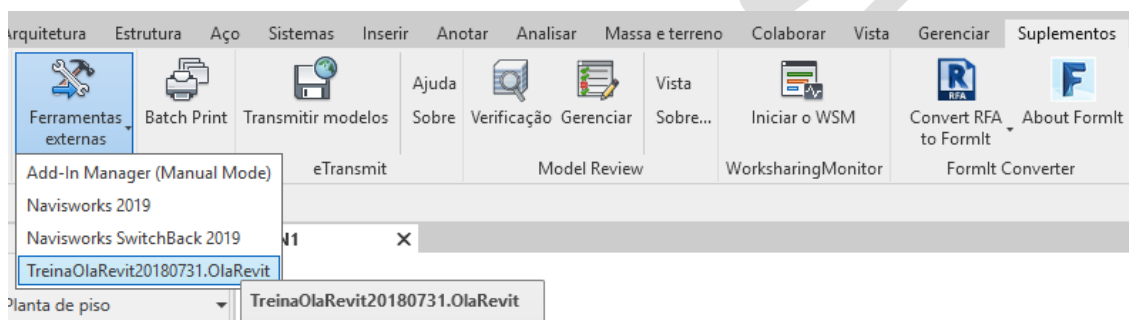 Arquitetura Estrutura Aço Sistemas Inserir Anotar Analisar Massa e terreno Colaborar Vista Gerenciar Suplementos
Ferramentas externas
Batch Print
Transmitir modelos
Ajuda
Sobre
Verificação
Gerenciar
Vista
Sobre...
Iniciar o WSM
RFA
Convert RFA
to FormIt
About FormIt
eTransmit
Model Review
WorksharingMonitor
FormIt Converter
Add-In Manager (Manual Mode)
Navisworks 2019
Navisworks SwitchBack 2019
TreinaOlaRevit20180731.OlaRevit
N1
Planta de piso
TreinaOlaRevit20180731.OlaRevit